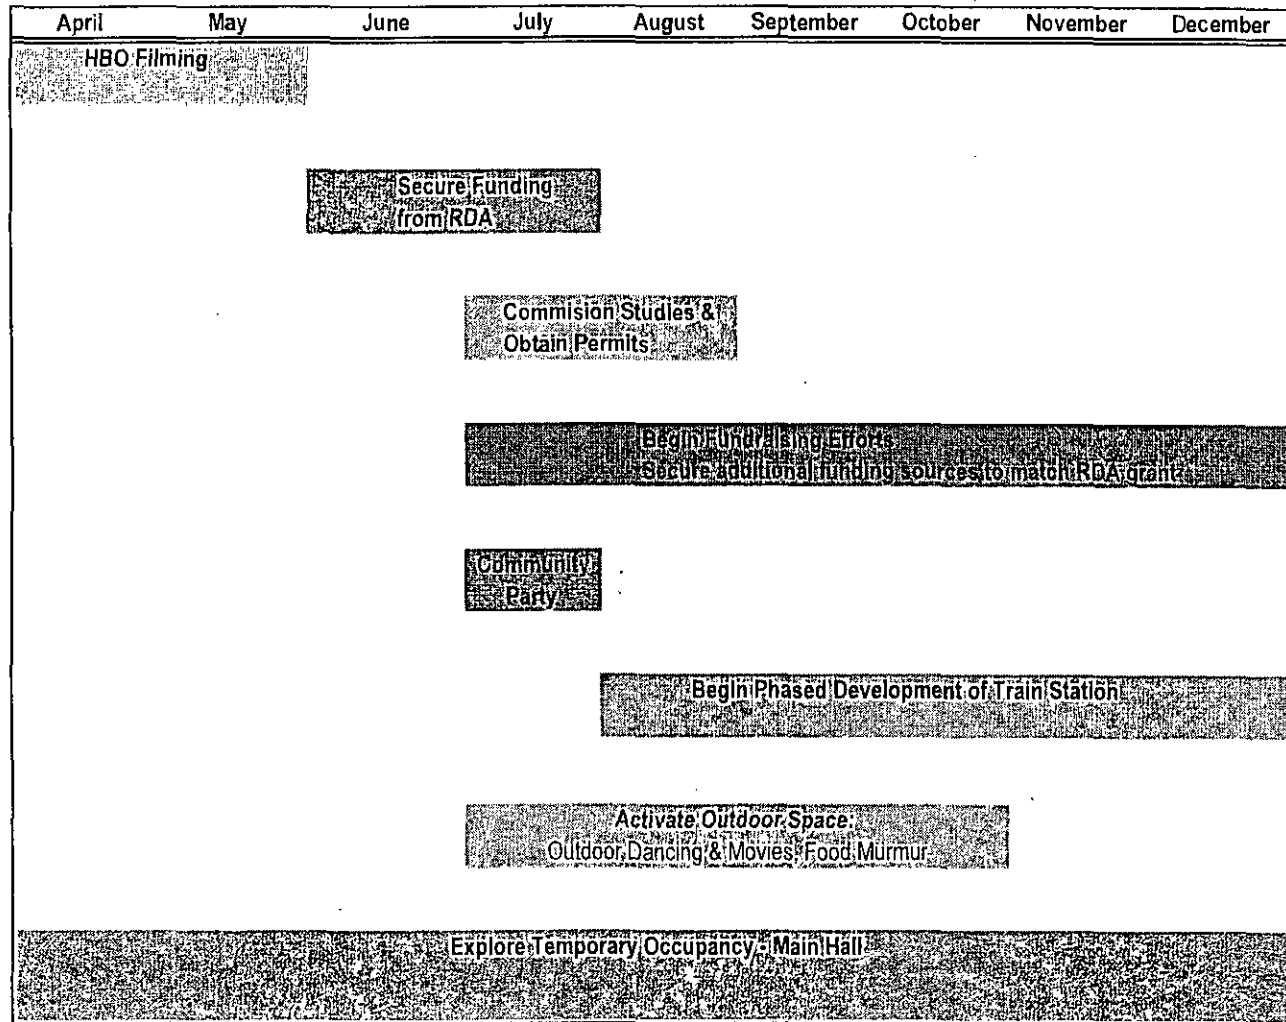 April May June July August September October November December
HBO Filming
Secure Funding
from RDA
Commision Studies &
Obtain Permits
Begin Fundraising Efforts
Secure additional funding sources to match RDA grant
Community
Party
Begin Phased Development of Train Station
Activate Outdoor Space:
Outdoor Dancing & Movies, Food Murmur
Explore Temporary Occupancy - Main Hall